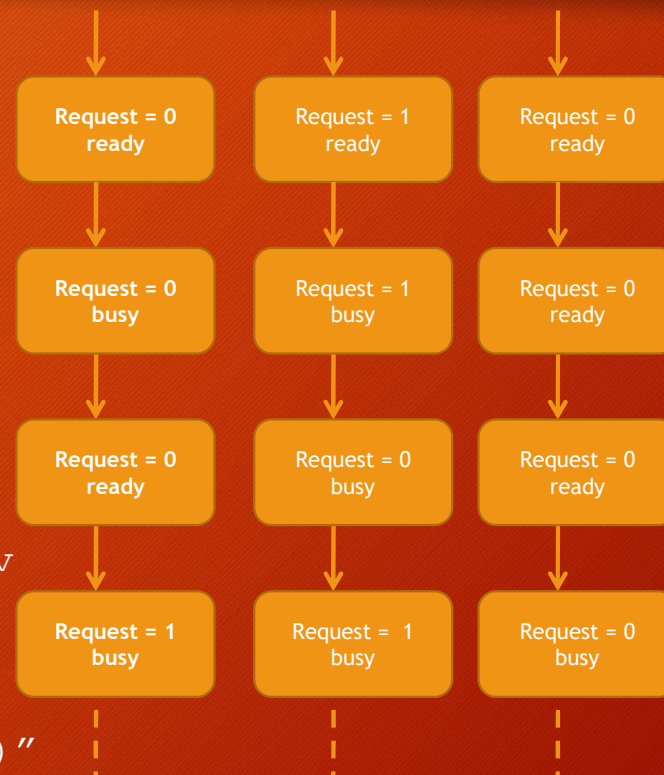 Request = 0
ready
Request = 1
ready
Request = 0
ready
Request = 0
busy
Request = 1
busy
Request = 0
ready
Request = 0
ready
Request = 0
busy
Request = 0
ready
Request = 1
busy
Request = 1
busy
Request = 0
busy
)"